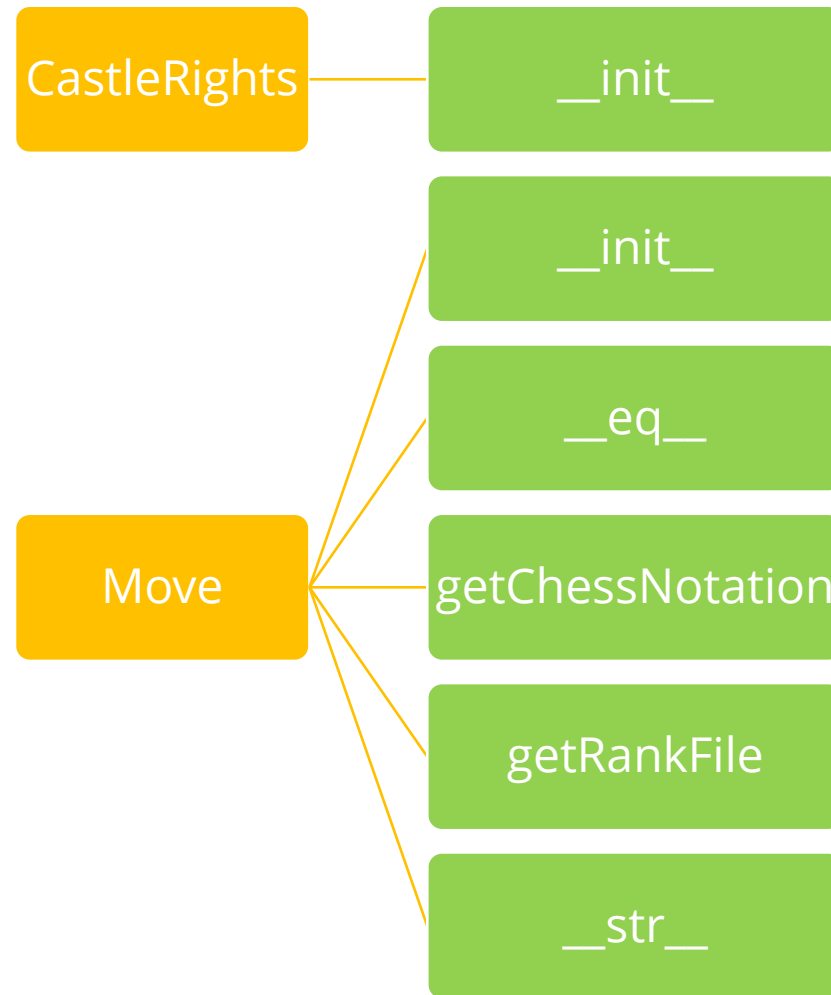 CastleRights
__init__
__init__
__eq__
Move
getChessNotation
getRankFile
__str__